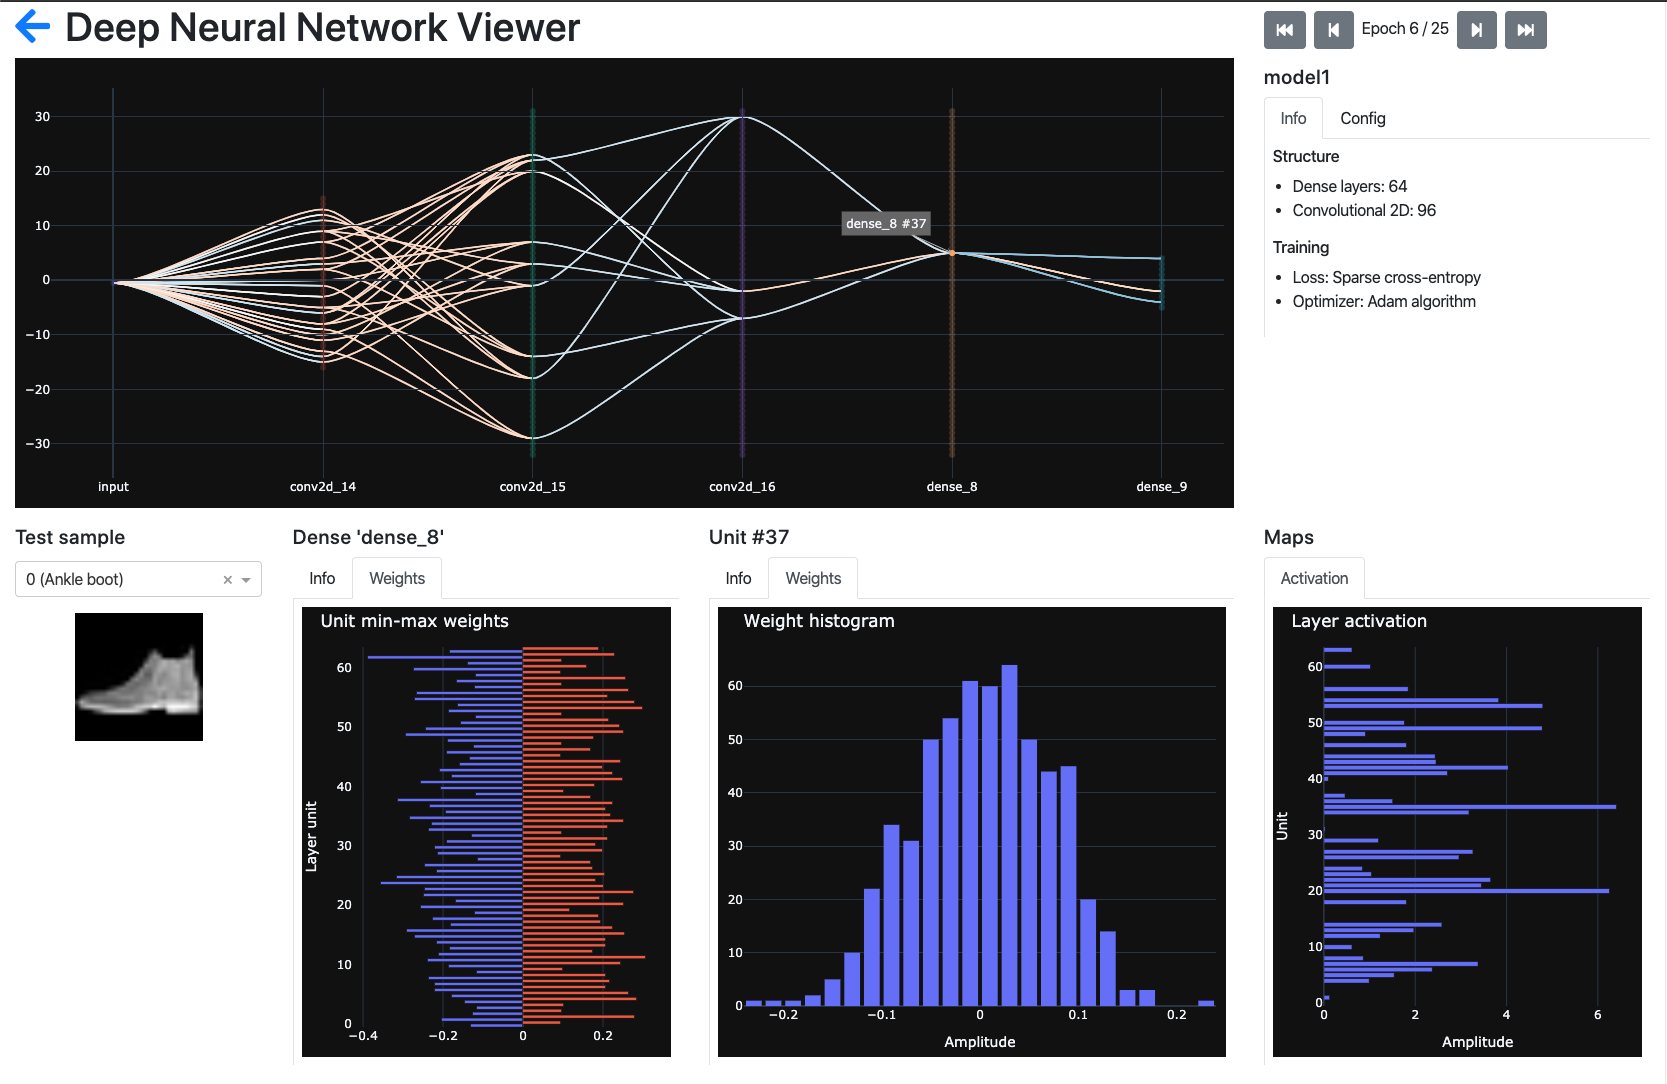 Deep Neural Network Viewer
Epoch 6 / 25
30
20
10
0
−10
−20
−30
input
conv2d_14
conv2d_15
conv2d_16
dense_8
dense_9
dense_8 #37
model1
Info
Config
Structure
• Dense layers: 64
• Convolutional 2D: 96
Training
• Loss: Sparse cross-entropy
• Optimizer: Adam algorithm
Test sample
0 (Ankle boot)
Dense 'dense_8'
Info
Weights
Unit min-max weights
Layer unit
60
50
40
30
20
10
0
−0.4
−0.2
0
0.2
Unit #37
Info
Weights
Weight histogram
60
50
40
30
20
10
0
−0.2
−0.1
0
0.1
0.2
Amplitude
Maps
Activation
Layer activation
Unit
60
50
40
30
20
10
0
0
2
4
6
Amplitude